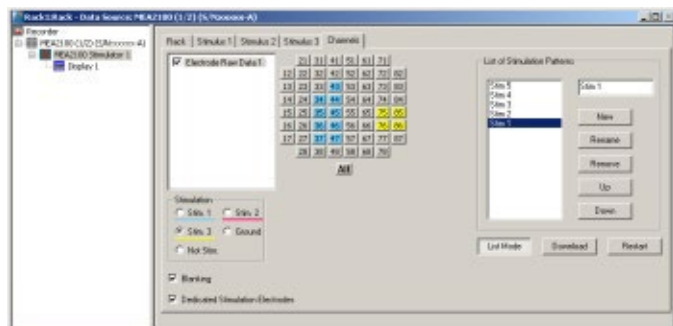 Rack1:Rack - Data Source: MEA2100 (1/2) (S/Nxxxxx-A)
Recorder
MEA2100 (1/2) (S/Nxxxxx-A)
MEA2100 Stimulator 1
Display 1
Rack Stimulus 1 Stimulus 2 Stimulus 3 Channels
Electrode Raw Data 1
21 31 41 51 61 71
12 22 32 42 52 62 72 82
13 23 33 43 53 63 73 83
14 24 34 44 54 64 74 84
15 25 35 45 55 65 75 85
16 26 36 46 56 66 76 86
17 27 37 47 57 67 77 87
28 38 48 58 68 78
All
Stimulation
Stim. 1 Stim. 2
Stim. 3 Ground
Not Stim.
Blanking
Dedicated Stimulation Electrodes
List of Stimulation Patterns
Stim 5
Stim 4
Stim 3
Stim 2
Stim 1
Stim 1
New
Rename
Remove
Up
Down
List Mode Download Restart